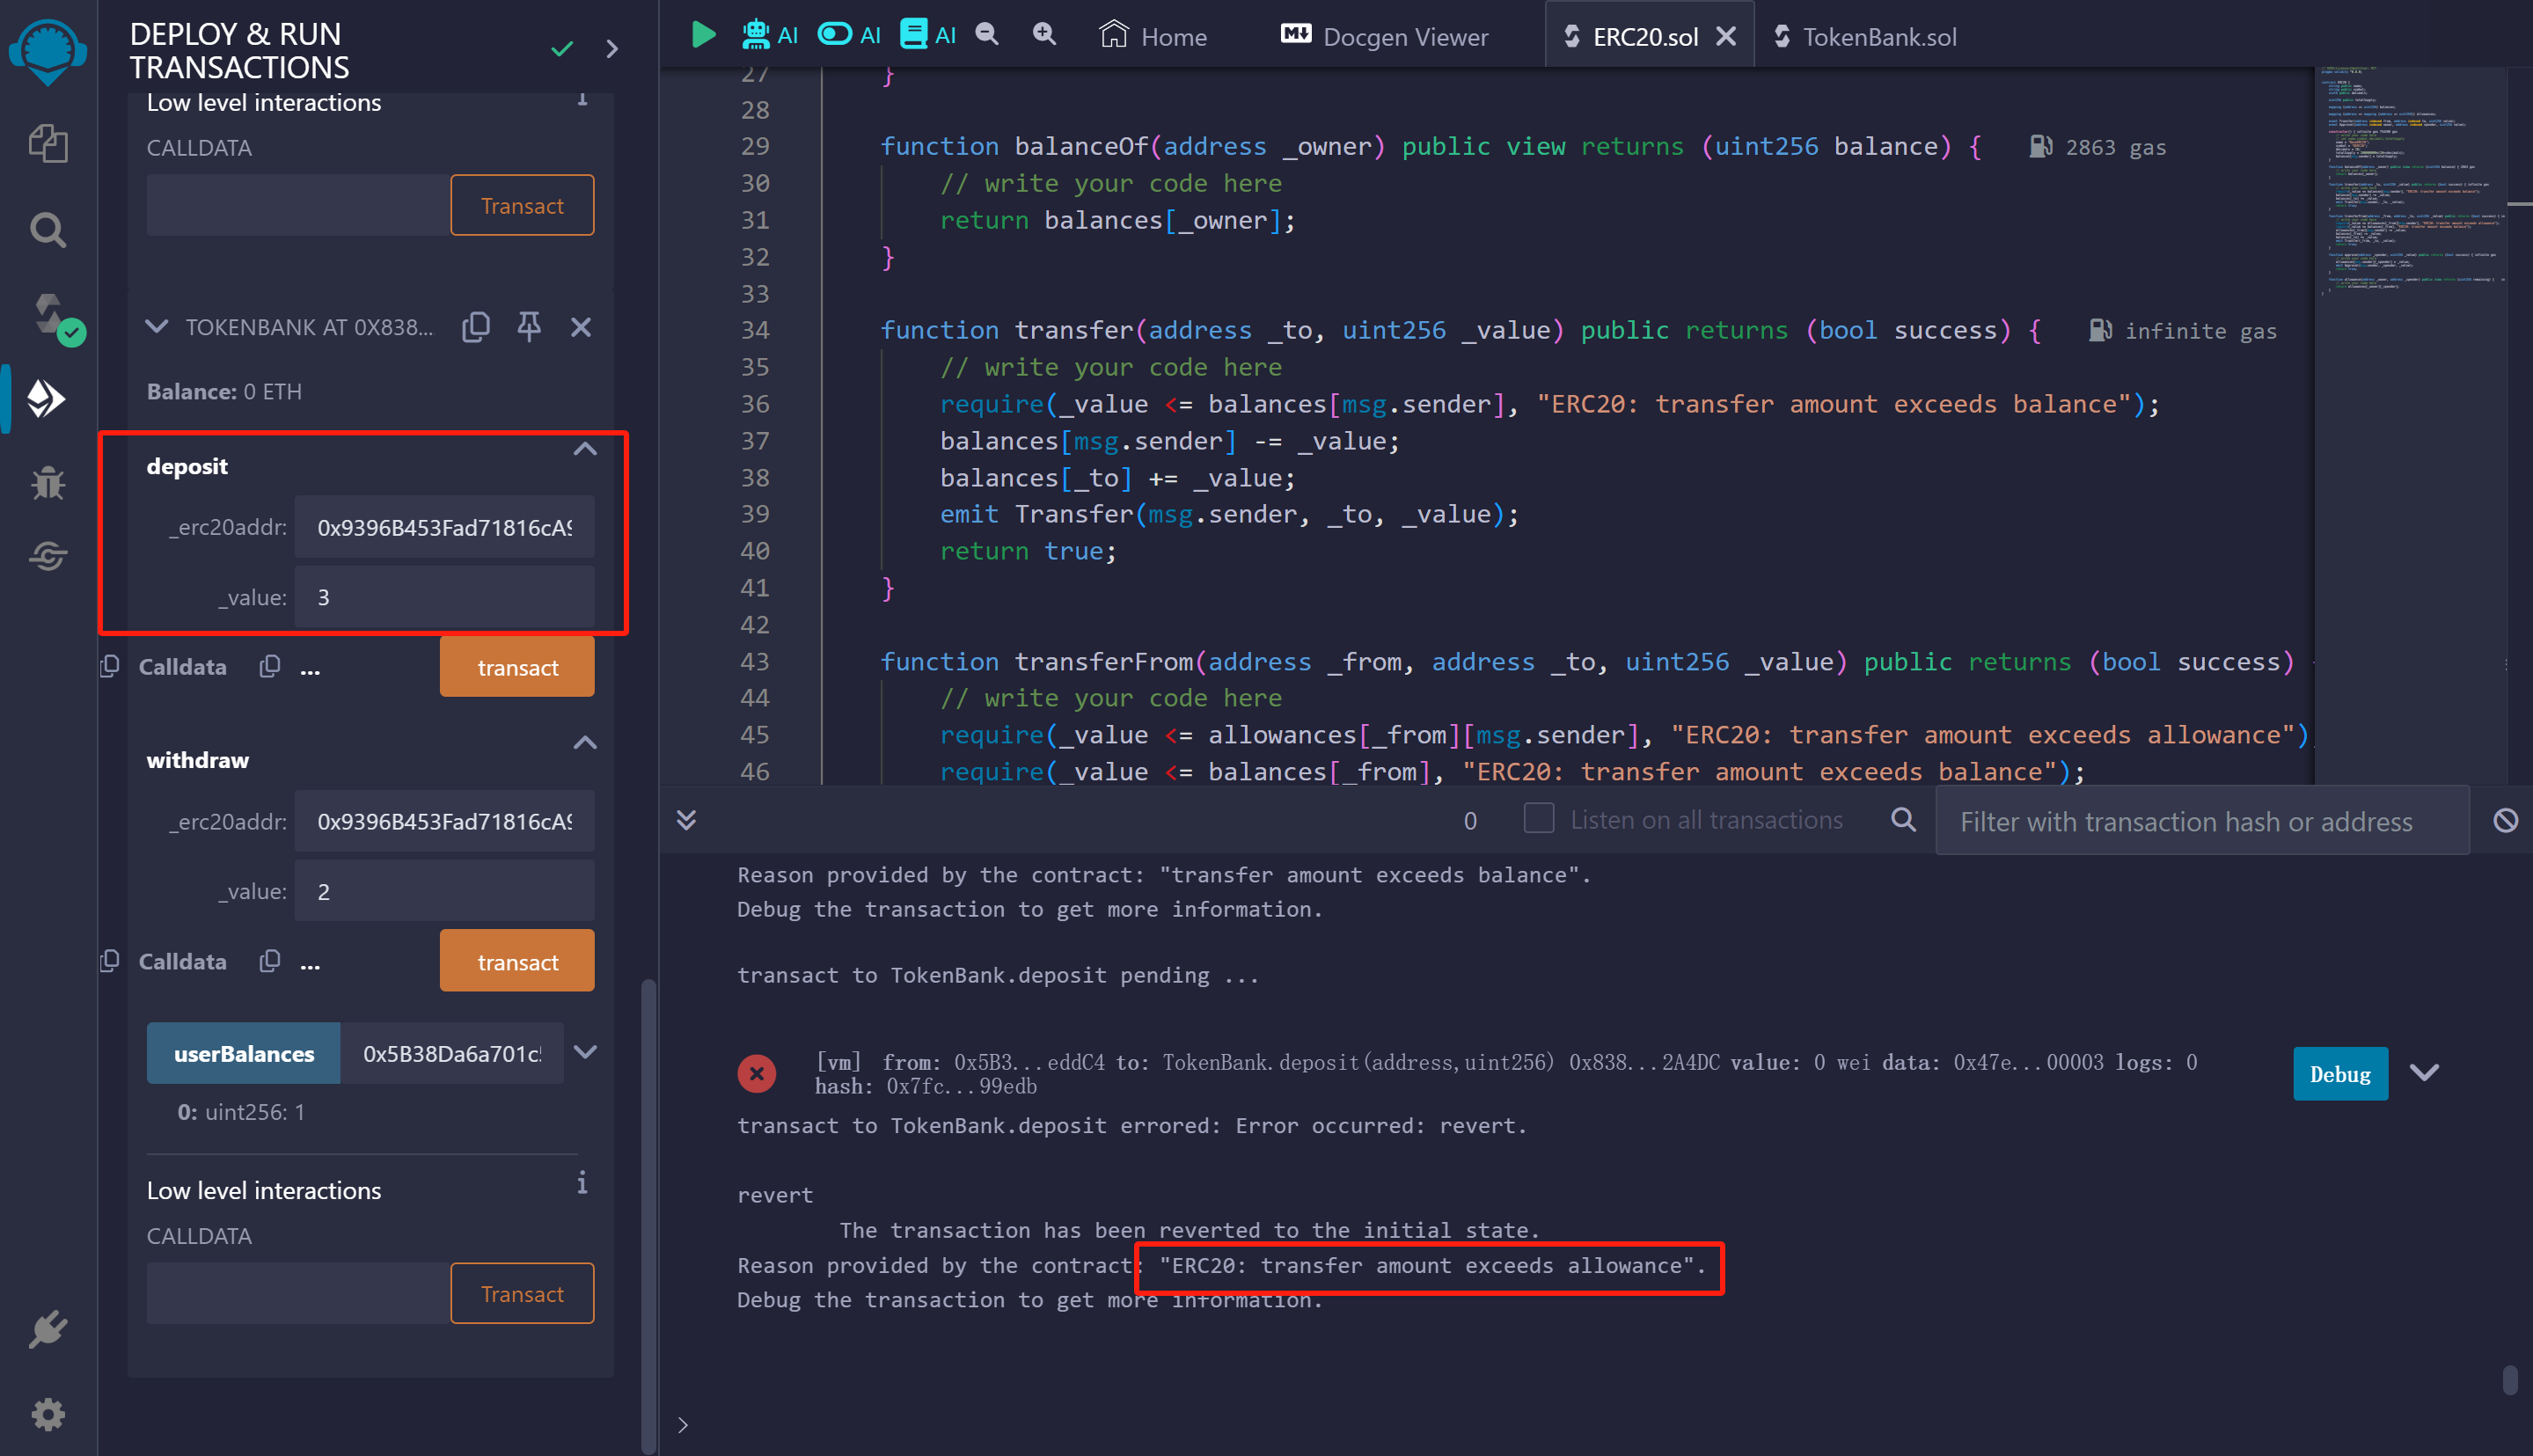 DEPLOY & RUN
TRANSACTIONS
Low level interactions
i
CALLDATA
Transact
TOKENBANK AT 0X838...
Balance: 0 ETH
deposit
_erc20addr: 0x9396B453Fad71816cA9
_value: 3
Calldata ... transact
withdraw
_erc20addr: 0x9396B453Fad71816cA9
_value: 2
Calldata ... transact
userBalances 0x5B38Da6a701c5
0: uint256: 1
Low level interactions
i
CALLDATA
Transact
AI AI AI Home Docgen Viewer ERC20.sol TokenBank.sol
27 }
28
29 function balanceOf(address _owner) public view returns (uint256 balance) { 2863 gas
30 // write your code here
31 return balances[_owner];
32 }
33
34 function transfer(address _to, uint256 _value) public returns (bool success) { infinite gas
35 // write your code here
36 require(_value <= balances[msg.sender], "ERC20: transfer amount exceeds balance");
37 balances[msg.sender] -= _value;
38 balances[_to] += _value;
39 emit Transfer(msg.sender, _to, _value);
40 return true;
41 }
42
43 function transferFrom(address _from, address _to, uint256 _value) public returns (bool success)
44 // write your code here
45 require(_value <= allowances[_from][msg.sender], "ERC20: transfer amount exceeds allowance")
46 require(_value <= balances[_from], "ERC20: transfer amount exceeds balance");
0 Listen on all transactions Filter with transaction hash or address
Reason provided by the contract: "transfer amount exceeds balance".
Debug the transaction to get more information.
transact to TokenBank.deposit pending ...
[vm] from: 0x5B3...eddC4 to: TokenBank.deposit(address,uint256) 0x838...2A4DC value: 0 wei data: 0x47e...00003 logs: 0
hash: 0x7fc...99edb
Debug
transact to TokenBank.deposit errored: Error occurred: revert.
revert
The transaction has been reverted to the initial state.
Reason provided by the contract: "ERC20: transfer amount exceeds allowance".
Debug the transaction to get more information.
>